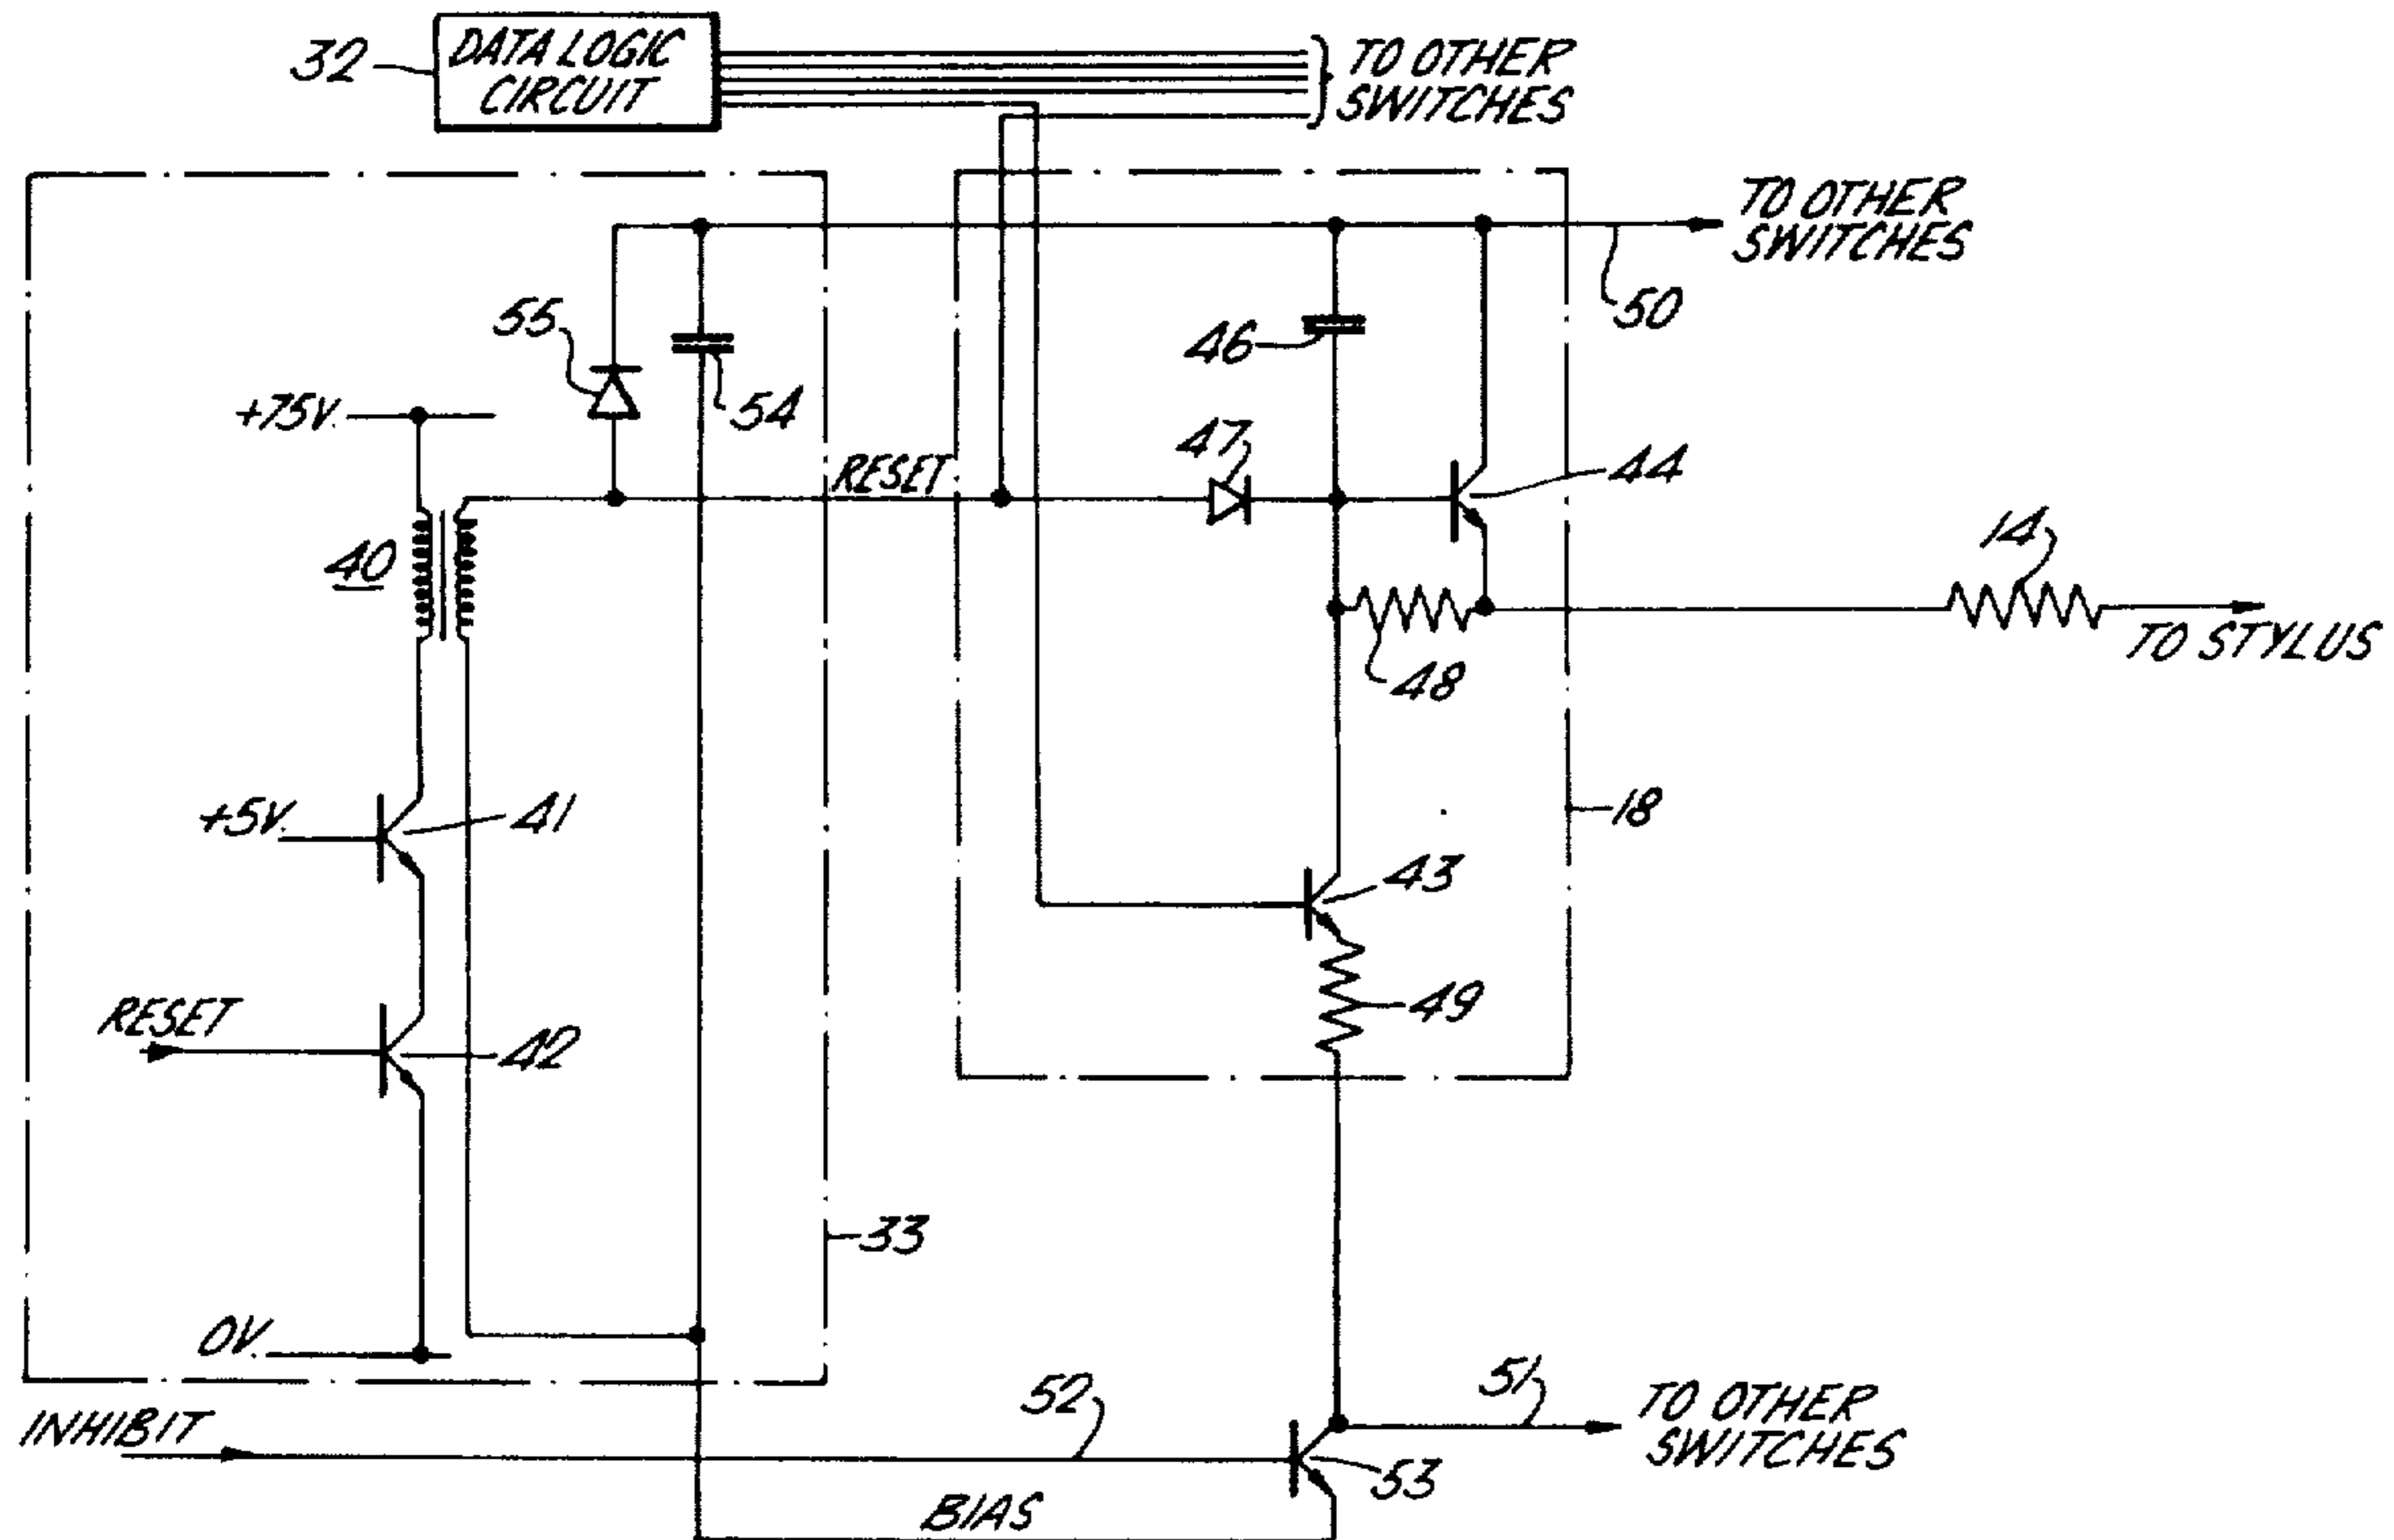 32
DATA LOGIC
CIRCUIT
TO OTHER
SWITCHES
TO OTHER
SWITCHES
50
55
54
46
+75V.
47
RESET
44
40
14
TO STYLUS
48
+5V.
41
18
43
RESET
42
49
33
0V.
INHIBIT
52
51
TO OTHER
SWITCHES
53
BIAS